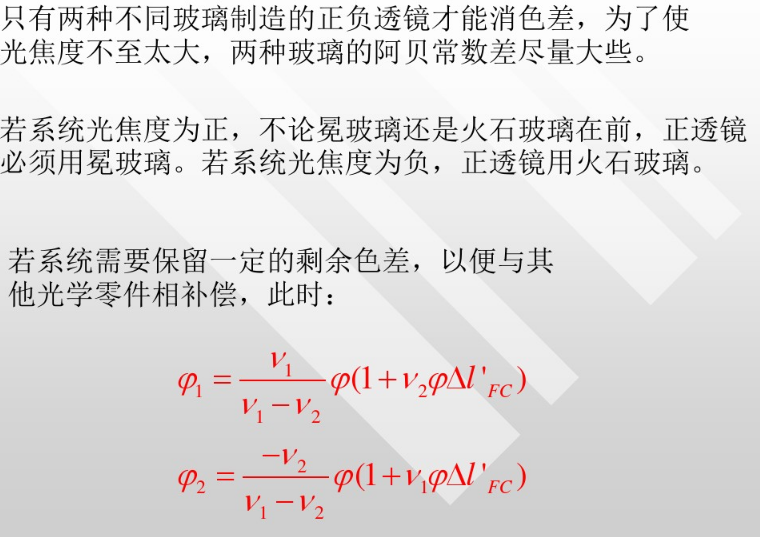 只有两种不同玻璃制造的正负透镜才能消色差，为了使
光焦度不至太大，两种玻璃的阿贝常数差尽量大些。
若系统光焦度为正，不论冕玻璃还是火石玻璃在前，正透镜
必须用冕玻璃。若系统光焦度为负，正透镜用火石玻璃。
若系统需要保留一定的剩余色差，以便与其
他光学零件相补偿，此时：
φ₁ = ν₁/(ν₁ − ν₂) φ(1 + ν₂φΔl'_FC)
φ₂ = −ν₂/(ν₁ − ν₂) φ(1 + ν₁φΔl'_FC)